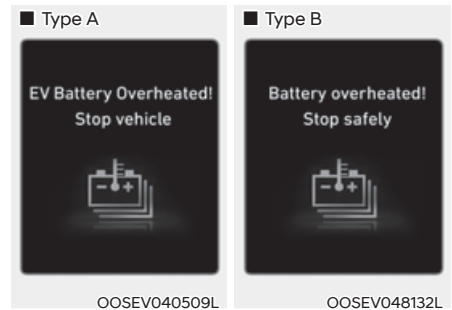 ■ Type A
EV Battery Overheated!
Stop vehicle
OOSEV040509L
■ Type B
Battery overheated!
Stop safely
OOSEV048132L